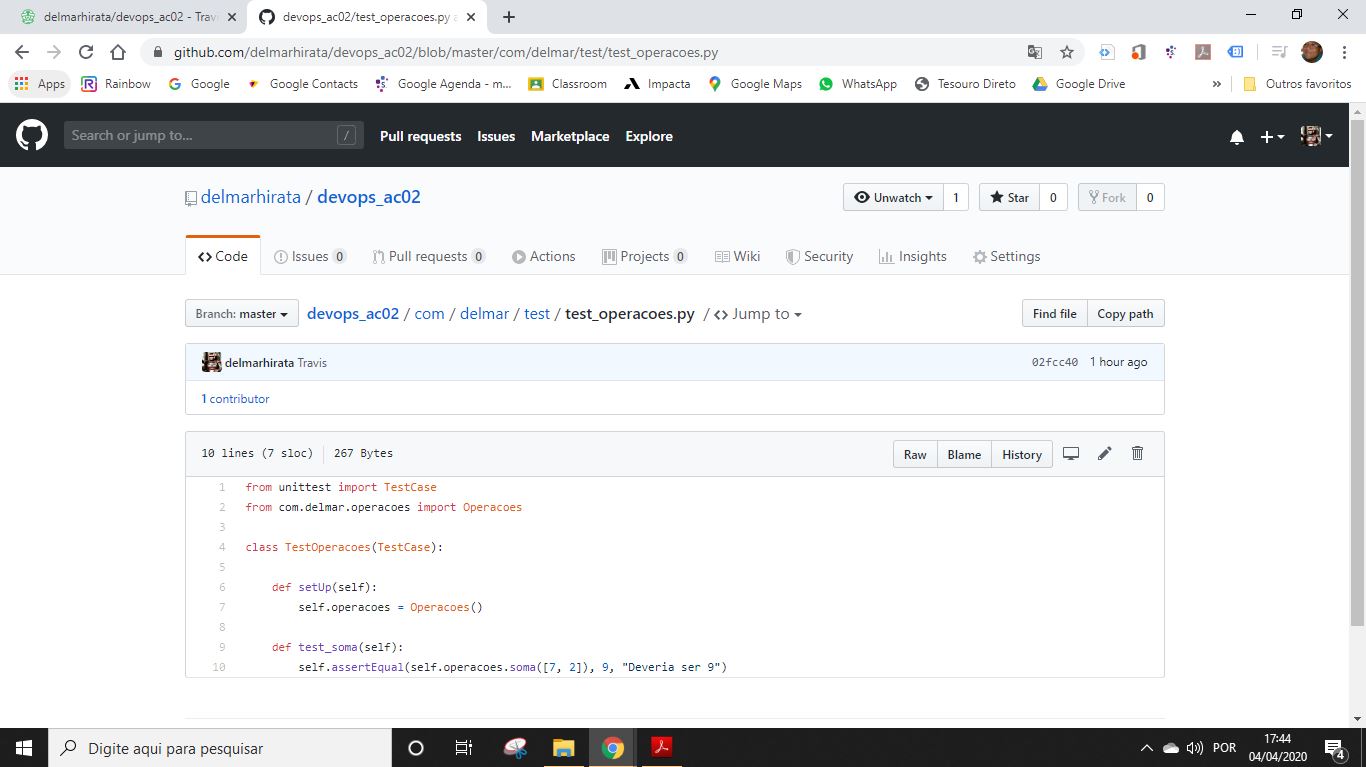 delmarhirata/devops_ac02 - Trav
devops_ac02/test_operacoes.py a
github.com/delmarhirata/devops_ac02/blob/master/com/delmar/test/test_operacoes.py
Apps Rainbow Google Google Contacts Google Agenda - m... Classroom Impacta Google Maps WhatsApp Tesouro Direto Google Drive » Outros favoritos
Search or jump to... / Pull requests Issues Marketplace Explore
delmarhirata / devops_ac02
Unwatch 1 Star 0 Fork 0
Code Issues 0 Pull requests 0 Actions Projects 0 Wiki Security Insights Settings
Branch: master devops_ac02 / com / delmar / test / test_operacoes.py / <> Jump to Find file Copy path
delmarhirata Travis 02fcc40 1 hour ago
1 contributor
10 lines (7 sloc) 267 Bytes Raw Blame History
1 from unittest import TestCase
2 from com.delmar.operacoes import Operacoes
3
4 class TestOperacoes(TestCase):
5
6 def setUp(self):
7 self.operacoes = Operacoes()
8
9 def test_soma(self):
10 self.assertEqual(self.operacoes.soma([7, 2]), 9, "Deveria ser 9")
Digite aqui para pesquisar
POR
17:44
04/04/2020
4